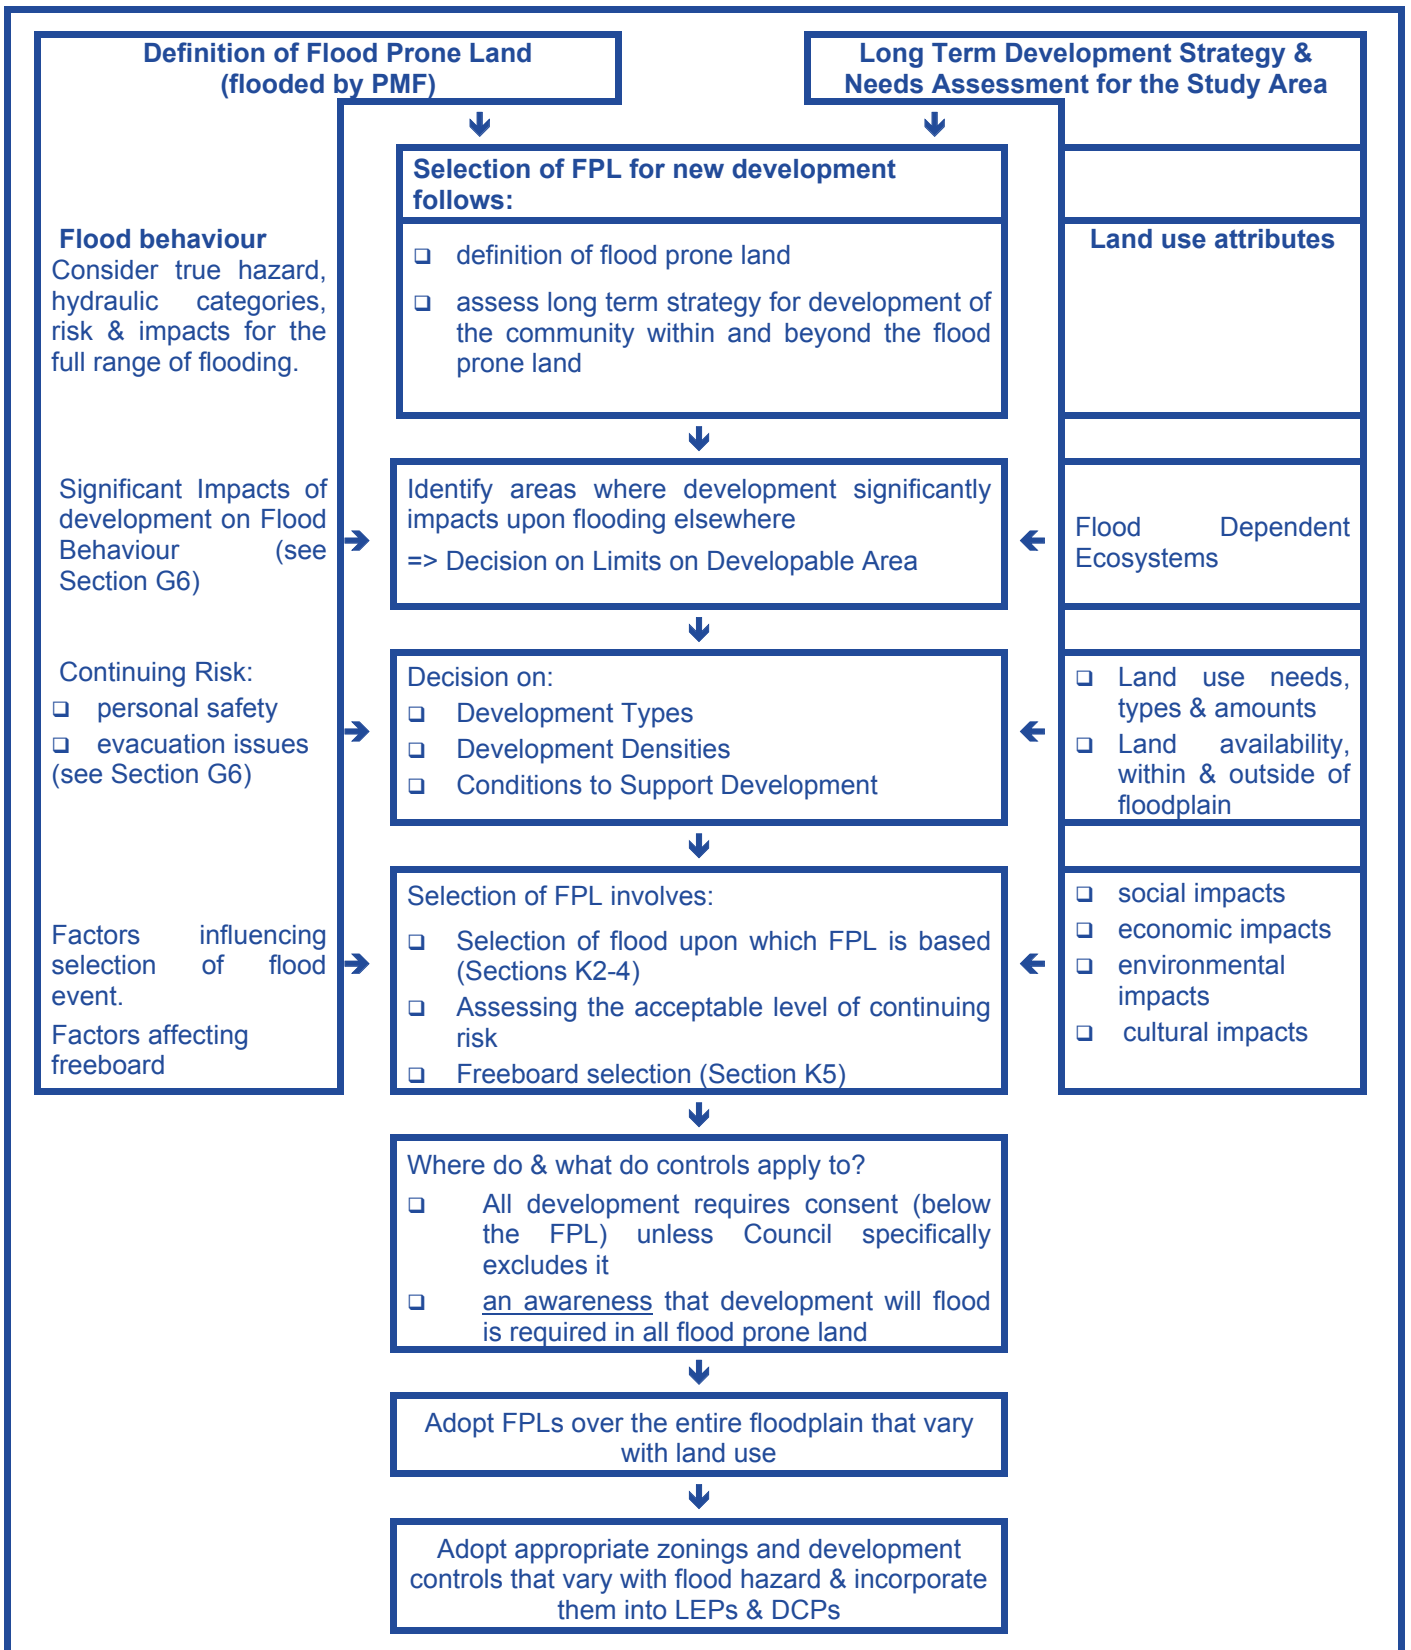 Definition of Flood Prone Land
(flooded by PMF)
Long Term Development Strategy &
Needs Assessment for the Study Area
Selection of FPL for new development
follows:
❑ definition of flood prone land
❑ assess long term strategy for development of
the community within and beyond the flood
prone land
Flood behaviour
Consider true hazard,
hydraulic categories,
risk & impacts for the
full range of flooding.
Land use attributes
Significant Impacts of
development on Flood
Behaviour (see
Section G6)
Identify areas where development significantly
impacts upon flooding elsewhere
=> Decision on Limits on Developable Area
Flood Dependent
Ecosystems
Continuing Risk:
❑ personal safety
❑ evacuation issues
(see Section G6)
Decision on:
❑ Development Types
❑ Development Densities
❑ Conditions to Support Development
❑ Land use needs,
types & amounts
❑ Land availability,
within & outside of
floodplain
Factors influencing
selection of flood
event.
Factors affecting
freeboard
Selection of FPL involves:
❑ Selection of flood upon which FPL is based
(Sections K2-4)
❑ Assessing the acceptable level of continuing
risk
❑ Freeboard selection (Section K5)
❑ social impacts
❑ economic impacts
❑ environmental
impacts
❑ cultural impacts
Where do & what do controls apply to?
❑ All development requires consent (below
the FPL) unless Council specifically
excludes it
❑ an awareness that development will flood
is required in all flood prone land
Adopt FPLs over the entire floodplain that vary
with land use
Adopt appropriate zonings and development
controls that vary with flood hazard & incorporate
them into LEPs & DCPs